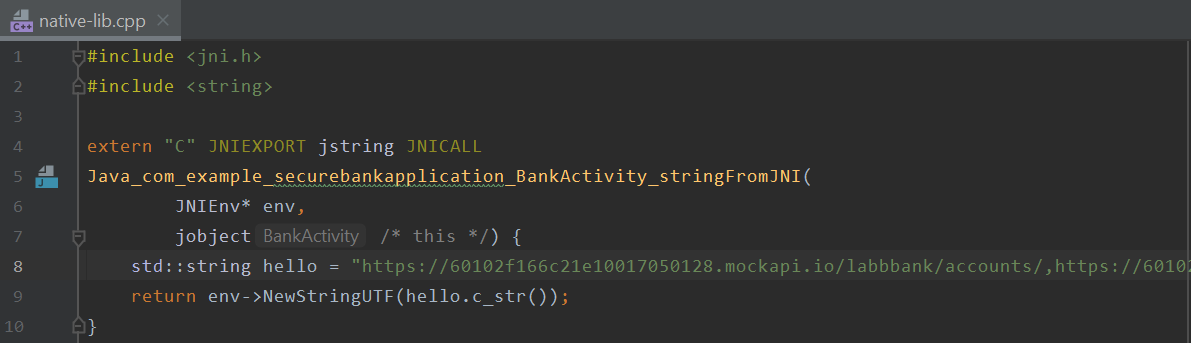 native-lib.cpp
1 #include <jni.h>
2 #include <string>
3
4 extern "C" JNIEXPORT jstring JNICALL
5 Java_com_example_securebankapplication_BankActivity_stringFromJNI(
6 JNIEnv* env,
7 jobject BankActivity /* this */) {
8 std::string hello = "https://60102f166c21e10017050128.mockapi.io/labbbank/accounts/,https://60102
9 return env->NewStringUTF(hello.c_str());
10 }